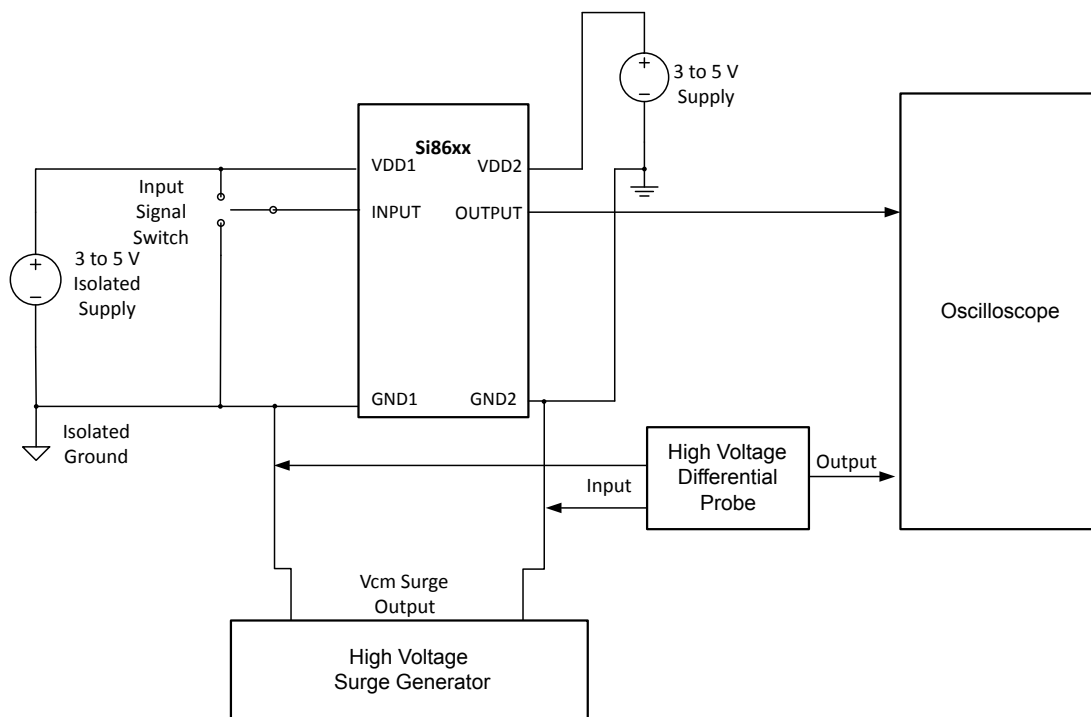 3 to 5 V
Supply
Si86xx
VDD1
VDD2
Input
Signal
Switch
INPUT
OUTPUT
+
−
3 to 5 V
Isolated
Supply
+
−
Oscilloscope
GND1
GND2
Isolated
Ground
High Voltage
Differential
Probe
Input
Output
Vcm Surge
Output
High Voltage
Surge Generator